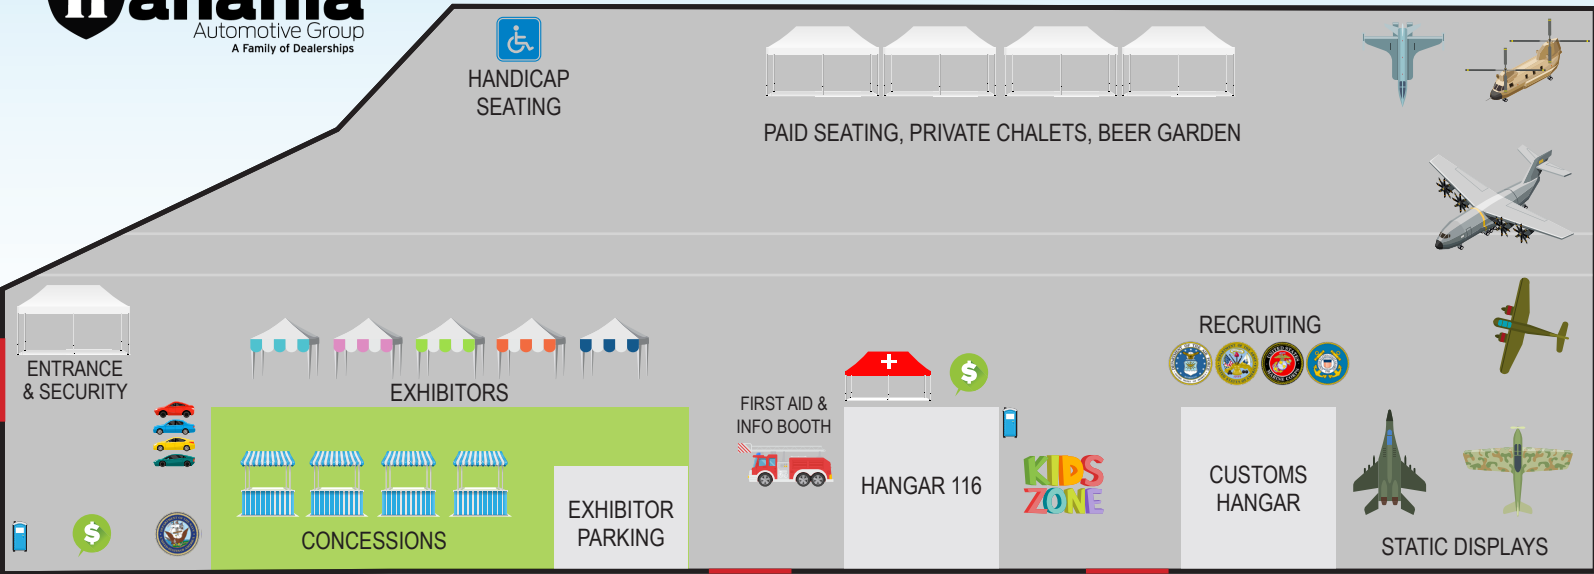 Automotive Group
A Family of Dealerships
HANDICAP
SEATING
PAID SEATING, PRIVATE CHALETS, BEER GARDEN
ENTRANCE
& SECURITY
EXHIBITORS
RECRUITING
FIRST AID &
INFO BOOTH
$
HANGAR 116
KIDS
ZONE
CUSTOMS
HANGAR
EXHIBITOR
PARKING
CONCESSIONS
$
STATIC DISPLAYS